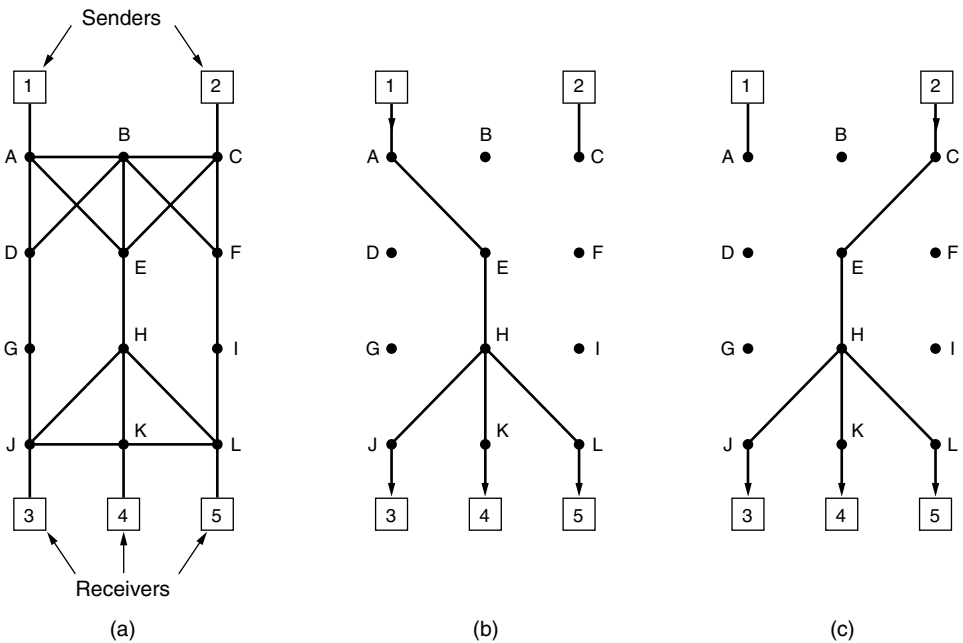 Senders
1 2 1 2 1 2
B B B
A C A C A C
D F D F D F
E E E
H H H
G I G I G I
J K L J K L J K L
3 4 5 3 4 5 3 4 5
Receivers
(a) (b) (c)